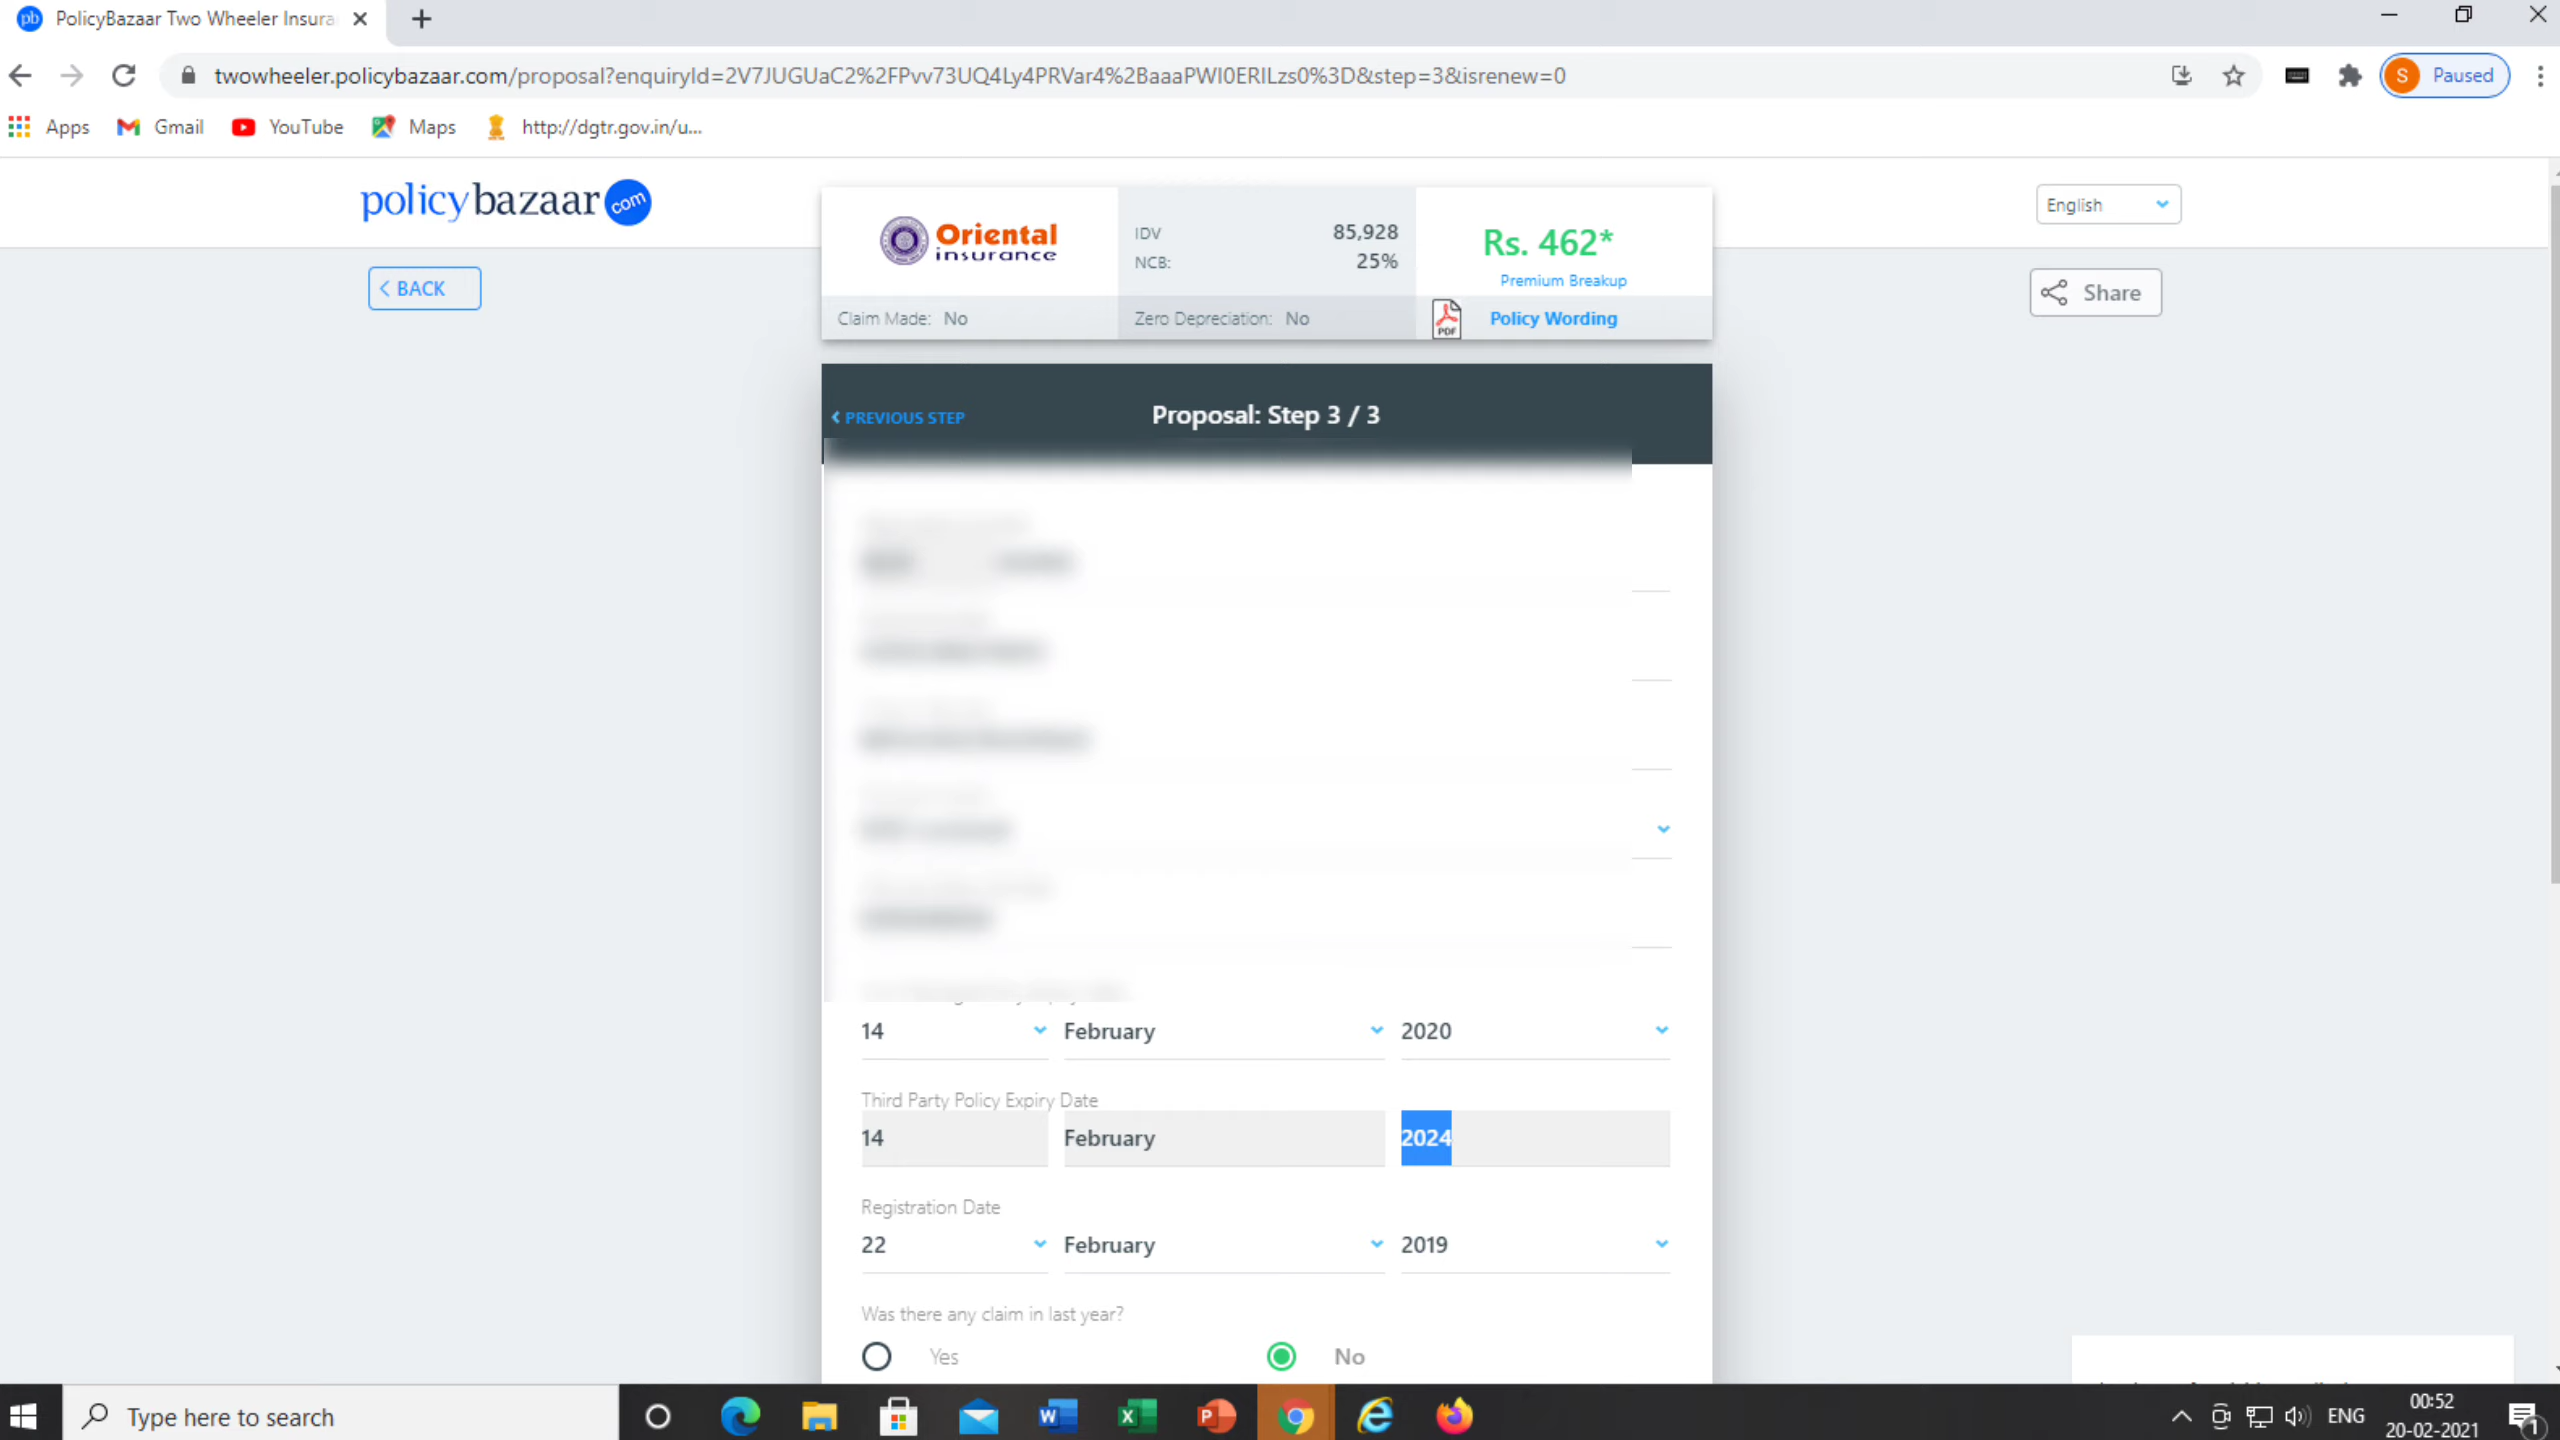 PolicyBazaar Two Wheeler Insura
twowheeler.policybazaar.com/proposal?enquiryId=2V7JUGUaC2%2FPvv73UQ4Ly4PRVar4%2BaaaPWI0ERILzs0%3D&step=3&isrenew=0
S Paused
Apps Gmail YouTube Maps http://dgtr.gov.in/u...
policybazaar com
English
Oriental insurance
IDV 85,928
NCB: 25%
Rs. 462*
Premium Breakup
BACK
Share
Claim Made: No Zero Depreciation: No PDF Policy Wording
PREVIOUS STEP
Proposal: Step 3 / 3
14 February 2020
Third Party Policy Expiry Date
14 February 2024
Registration Date
22 February 2019
Was there any claim in last year?
Yes No
Type here to search
ENG
00:52
20-02-2021
1